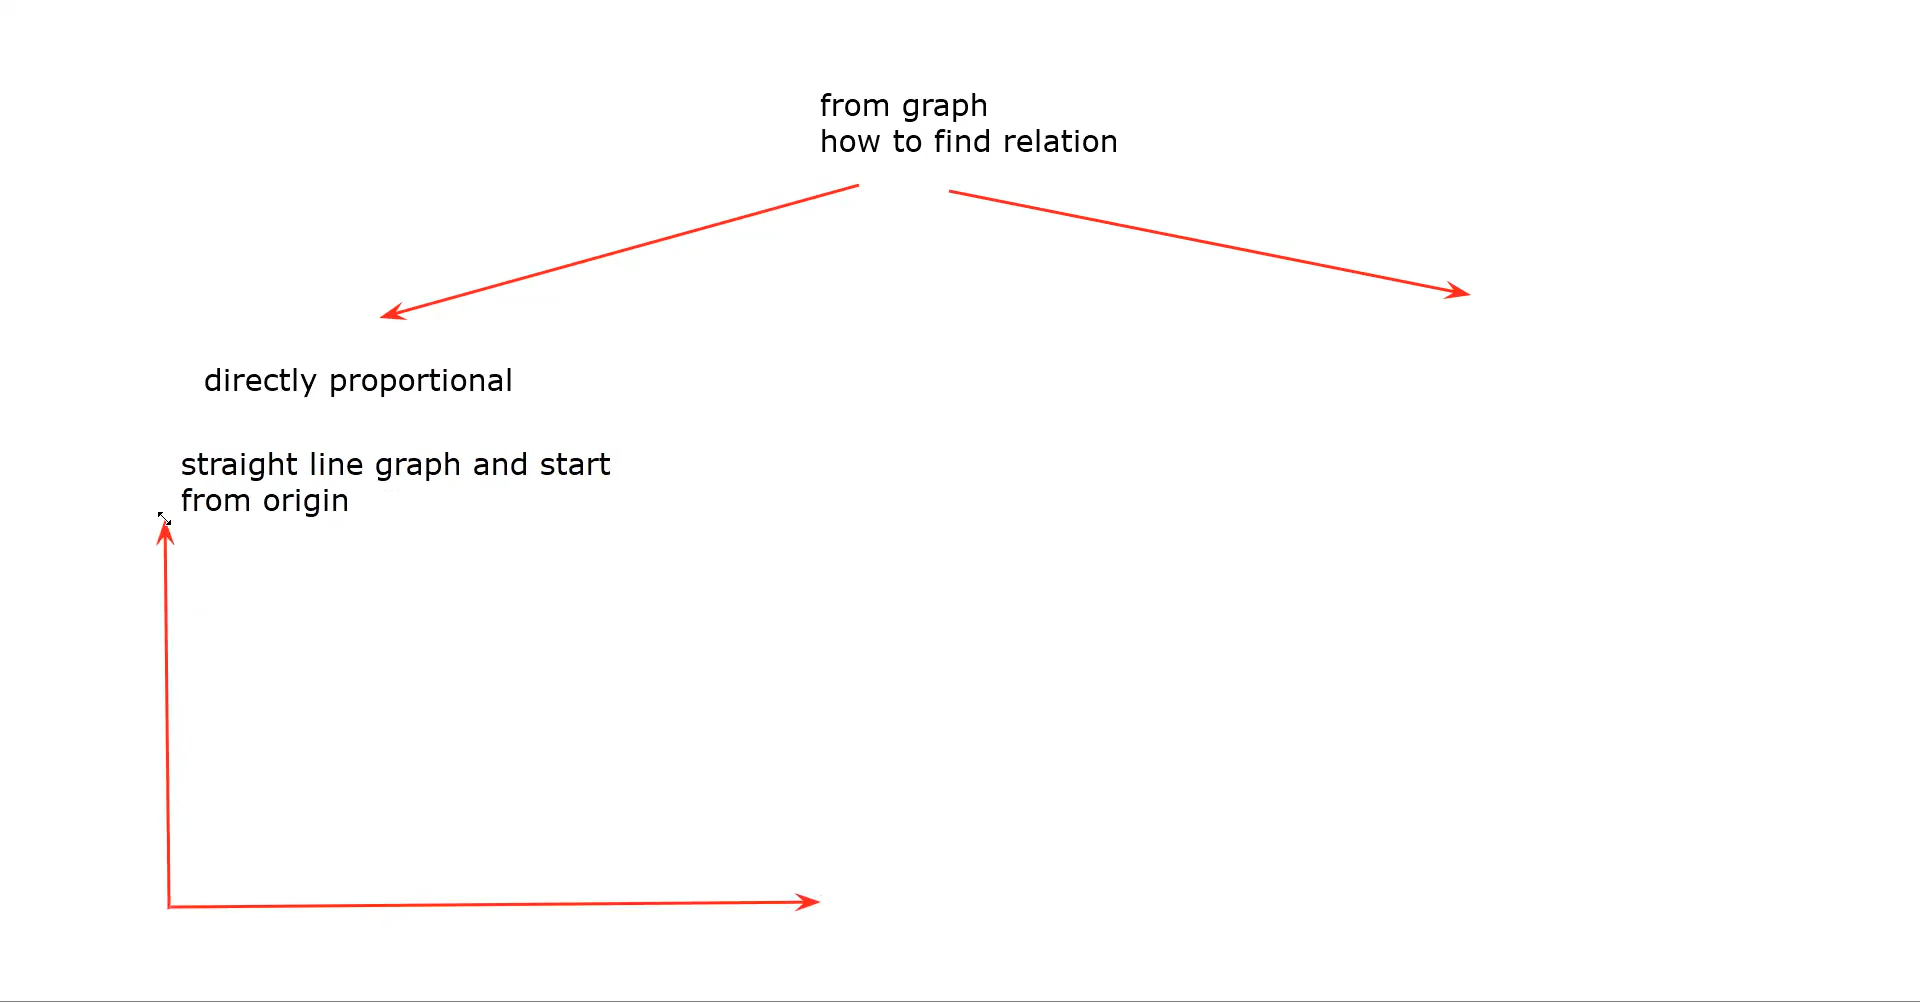 from graph
how to find relation
directly proportional
straight line graph and start
from origin